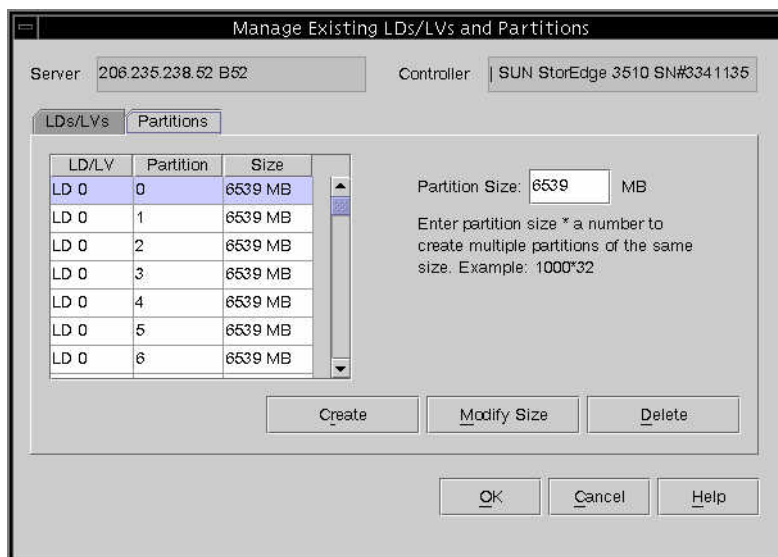 Manage Existing LDs/LVs and Partitions
Server 206.235.238.52 B52 Controller | SUN StorEdge 3510 SN#3341135
LDs/LVs Partitions
LD/LV Partition Size
LD 0 0 6539 MB
LD 0 1 6539 MB
LD 0 2 6539 MB
LD 0 3 6539 MB
LD 0 4 6539 MB
LD 0 5 6539 MB
LD 0 6 6539 MB
Partition Size: 6539 MB
Enter partition size * a number to
create multiple partitions of the same
size. Example: 1000*32
Create Modify Size Delete
OK Cancel Help